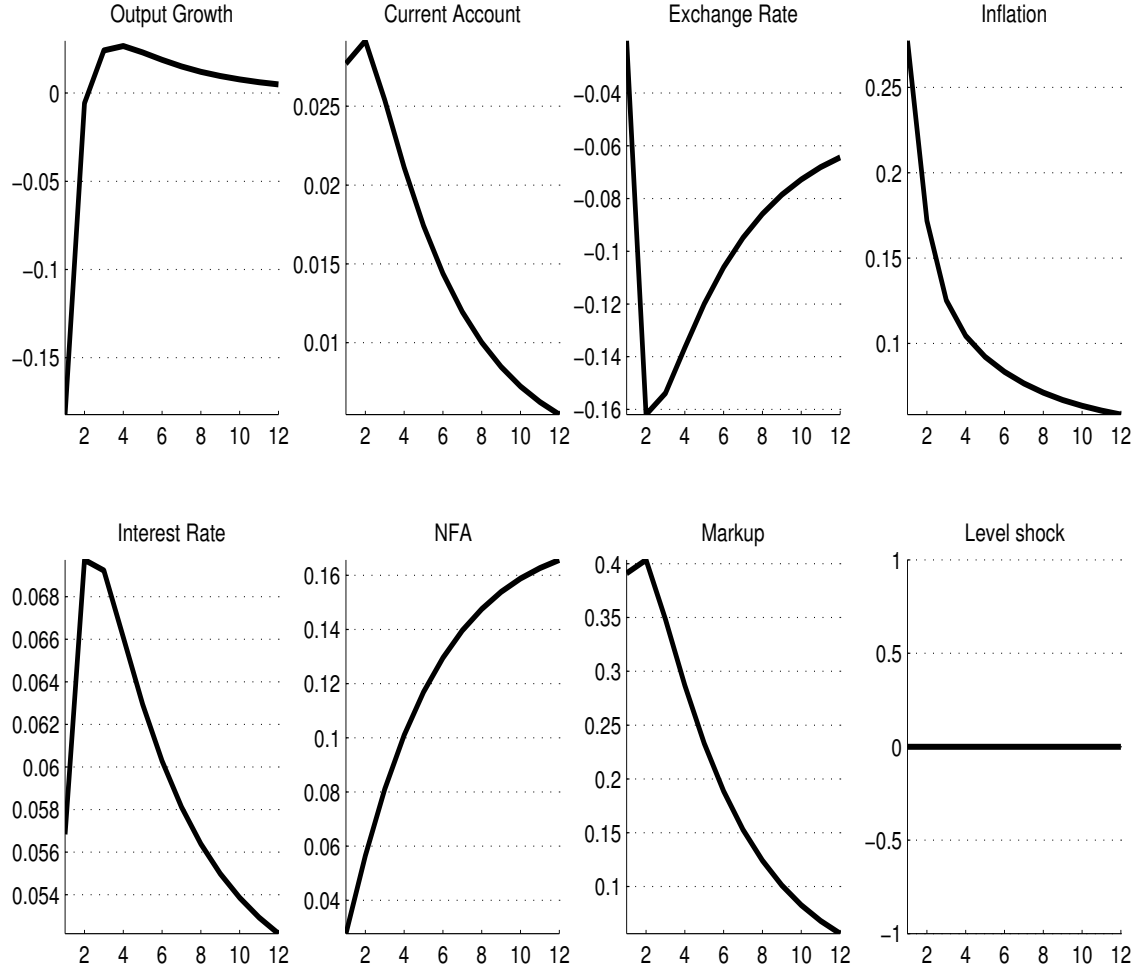 Output Growth
0
−0.05
−0.1
−0.15
2 4 6 8 10 12
Current Account
0.025
0.02
0.015
0.01
2 4 6 8 10 12
Exchange Rate
−0.04
−0.06
−0.08
−0.1
−0.12
−0.14
−0.16
2 4 6 8 10 12
Inflation
0.25
0.2
0.15
0.1
2 4 6 8 10 12
Interest Rate
0.068
0.066
0.064
0.062
0.06
0.058
0.056
0.054
2 4 6 8 10 12
NFA
0.16
0.14
0.12
0.1
0.08
0.06
0.04
2 4 6 8 10 12
Markup
0.4
0.35
0.3
0.25
0.2
0.15
0.1
2 4 6 8 10 12
Level shock
1
0.5
0
−0.5
−1
2 4 6 8 10 12